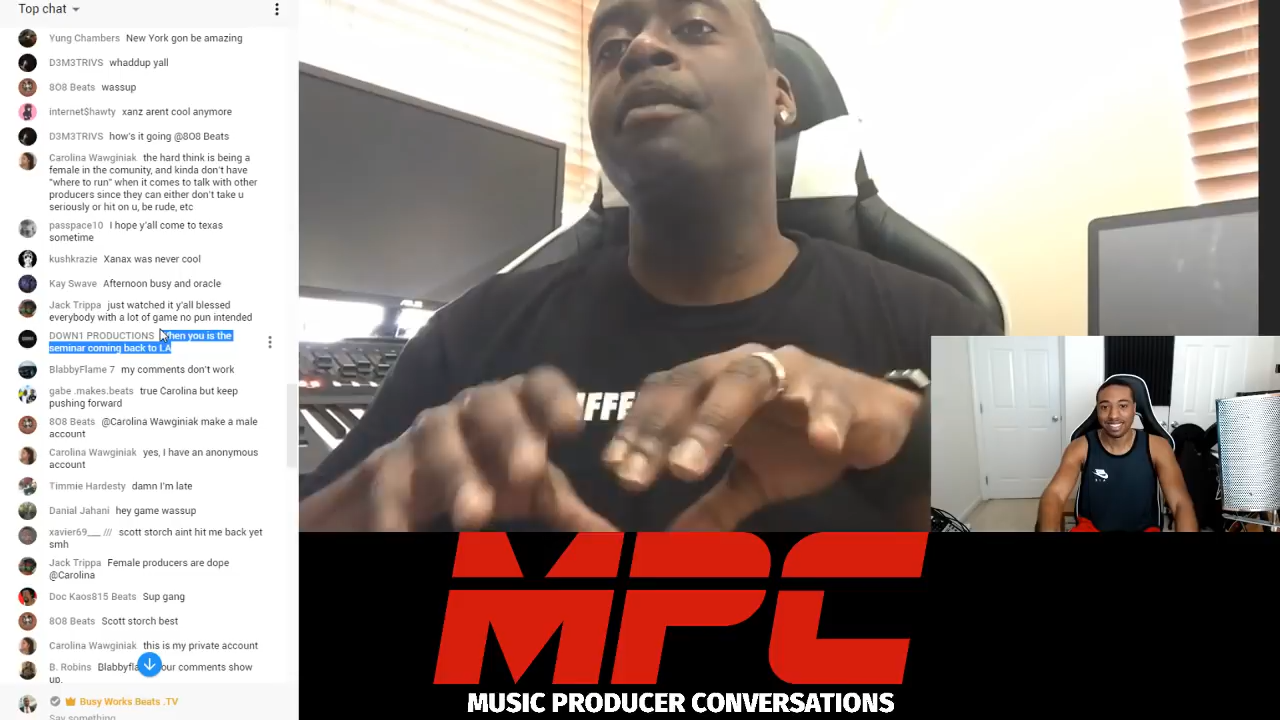 Top chat
Yung Chambers New York gon be amazing
D3M3TRIVS whaddup yall
8O8 Beats wassup
internet$hawty xanz arent cool anymore
D3M3TRIVS how's it going @8O8 Beats
Carolina Wawginiak the hard think is being a
female in the comunity, and kinda don't have
"where to run" when it comes to talk with other
producers since they can either don't take u
seriously or hit on u, be rude, etc
passpace10 I hope y'all come to texas
sometime
kushkrazie Xanax was never cool
Kay Swave Afternoon busy and oracle
Jack Trippa just watched it y'all blessed
everybody with a lot of game no pun intended
DOWN1 PRODUCTIONS When you is the
seminar coming back to LA
BlabbyFlame 7 my comments don't work
gabe .makes.beats true Carolina but keep
pushing forward
8O8 Beats @Carolina Wawginiak make a male
account
Carolina Wawginiak yes, I have an anonymous
account
Timmie Hardesty damn I'm late
Danial Jahani hey game wassup
xavier69___ /// scott storch aint hit me back yet
smh
Jack Trippa Female producers are dope
@Carolina
Doc Kaos815 Beats Sup gang
8O8 Beats Scott storch best
Carolina Wawginiak this is my private account
B. Robins comments show
up.
Busy Works Beats .TV
Say something...
IFFE
MPC
MUSIC PRODUCER CONVERSATIONS